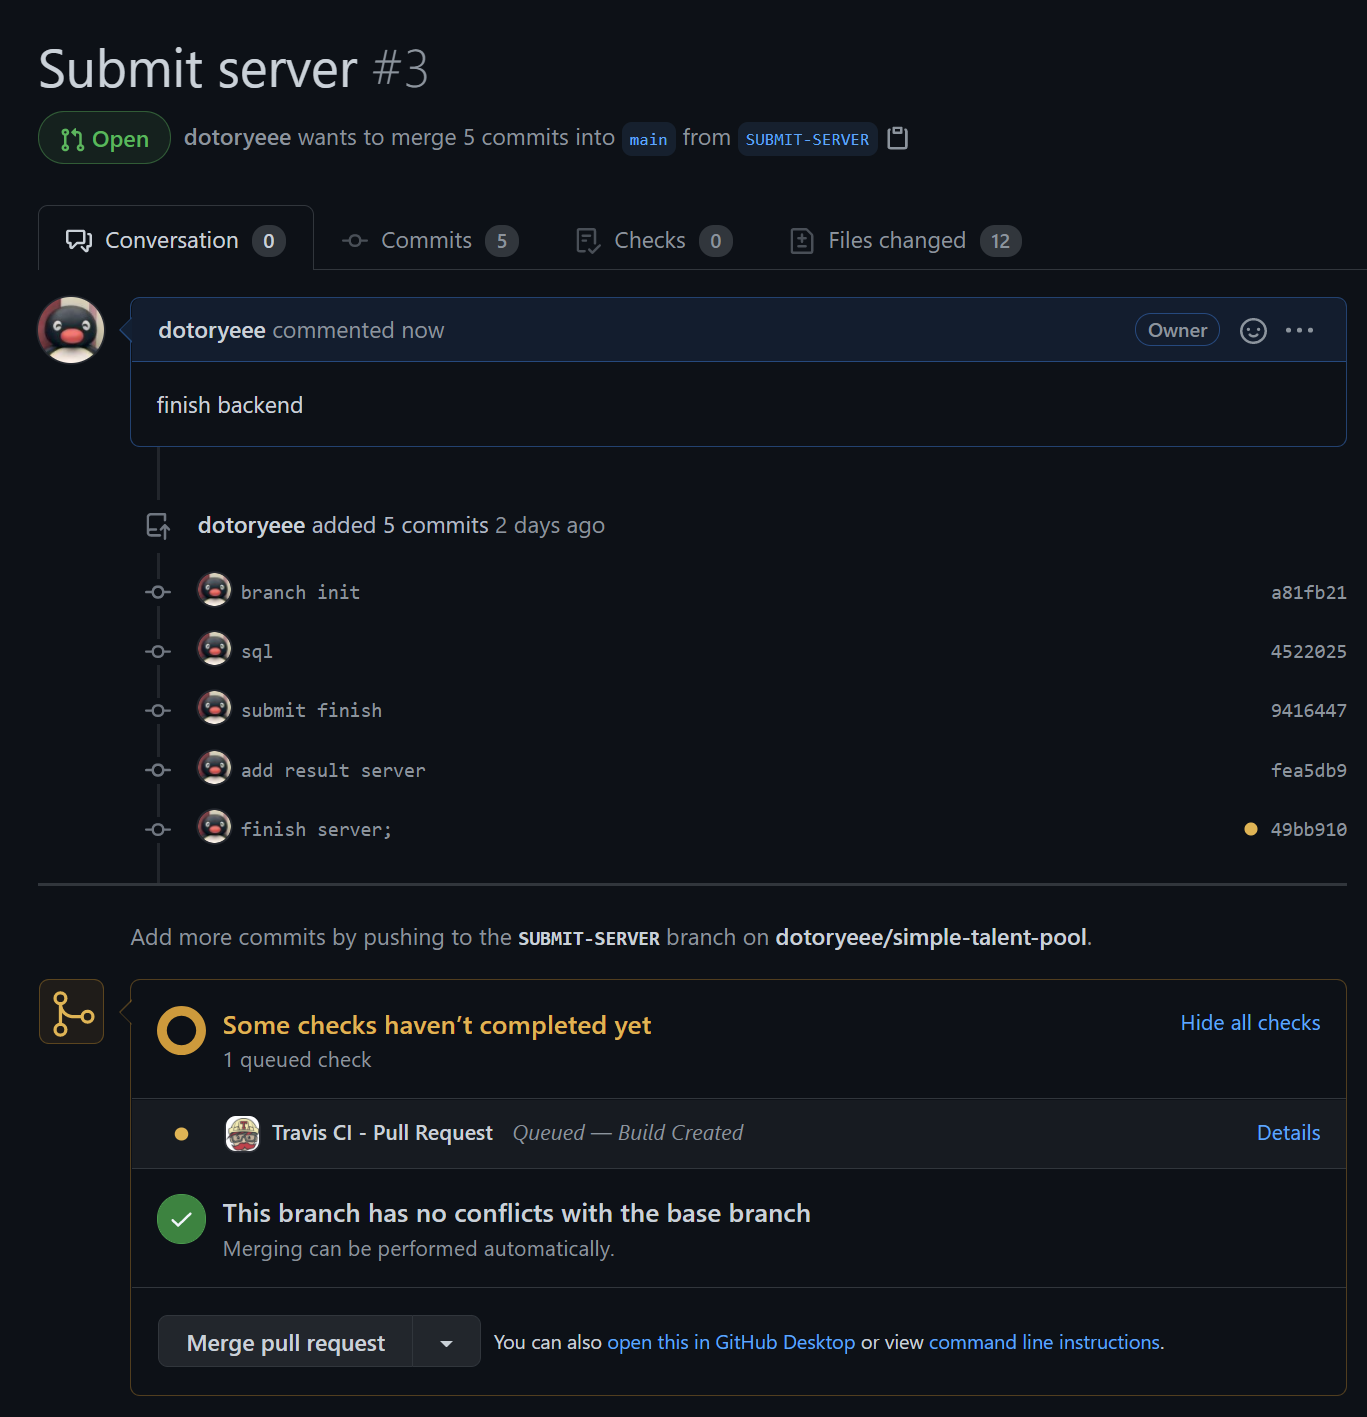 Submit server #3
Open dotoryeee wants to merge 5 commits into main from SUBMIT-SERVER
Conversation 0 Commits 5 Checks 0 Files changed 12
dotoryeee commented now Owner
finish backend
dotoryeee added 5 commits 2 days ago
branch init a81fb21
sql 4522025
submit finish 9416447
add result server fea5db9
finish server; 49bb910
Add more commits by pushing to the SUBMIT-SERVER branch on dotoryeee/simple-talent-pool.
Some checks haven’t completed yet Hide all checks
1 queued check
Travis CI - Pull Request Queued — Build Created Details
This branch has no conflicts with the base branch
Merging can be performed automatically.
Merge pull request You can also open this in GitHub Desktop or view command line instructions.